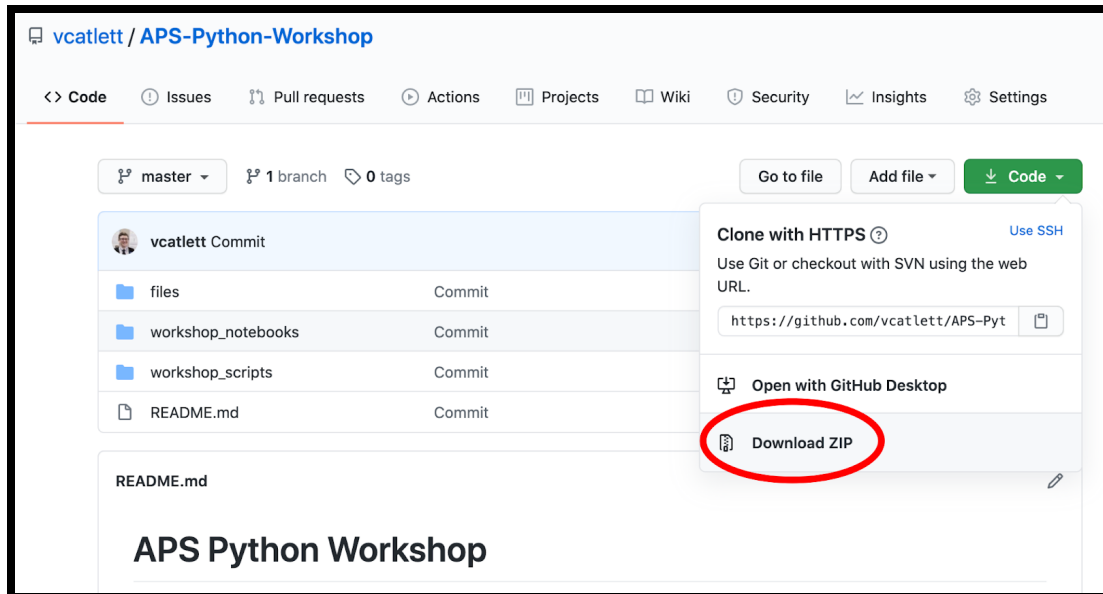 vcatlett / APS-Python-Workshop
<> Code Issues Pull requests Actions Projects Wiki Security Insights Settings
master 1 branch 0 tags Go to file Add file Code
vcatlett Commit
files Commit
workshop_notebooks Commit
workshop_scripts Commit
README.md Commit
Clone with HTTPS ? Use SSH
Use Git or checkout with SVN using the web
URL.
https://github.com/vcatlett/APS-Pyt
Open with GitHub Desktop
Download ZIP
README.md
APS Python Workshop